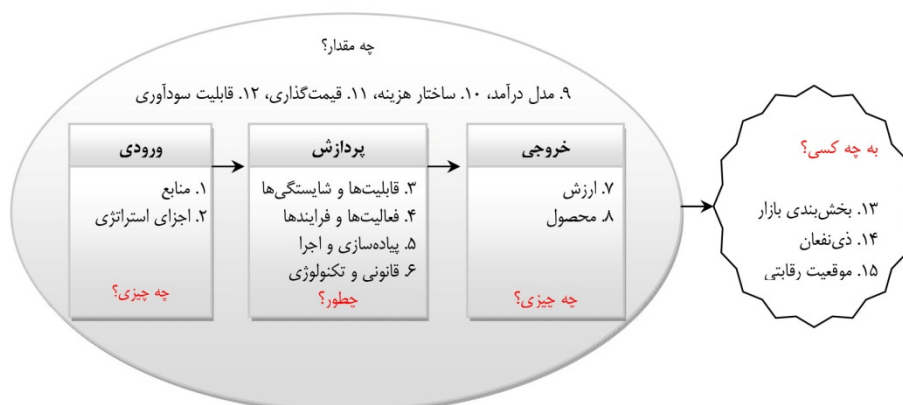 چه مقدار؟
۹. مدل درآمد، ۱۰. ساختار هزینه، ۱۱. قیمت‌گذاری، ۱۲. قابلیت سودآوری
ورودی
۱. منابع
۲. اجزای استراتژی
چه چیزی؟
پردازش
۳. قابلیت‌ها و شایستگی‌ها
۴. فعالیت‌ها و فرایندها
۵. پیاده‌سازی و اجرا
۶. قانونی و تکنولوژی
چطور؟
خروجی
۷. ارزش
۸. محصول
چه چیزی؟
به چه کسی؟
۱۳. بخش‌بندی بازار
۱۴. ذی‌نفعان
۱۵. موقعیت رقابتی